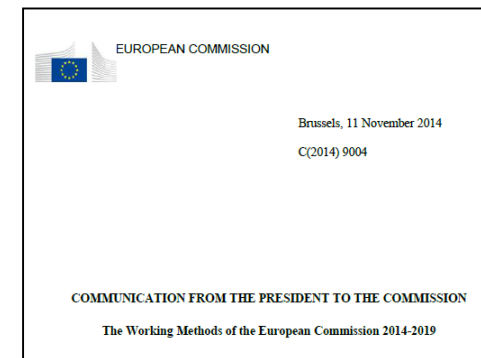 EUROPEAN COMMISSION
Brussels, 11 November 2014
C(2014) 9004
COMMUNICATION FROM THE PRESIDENT TO THE COMMISSION
The Working Methods of the European Commission 2014-2019